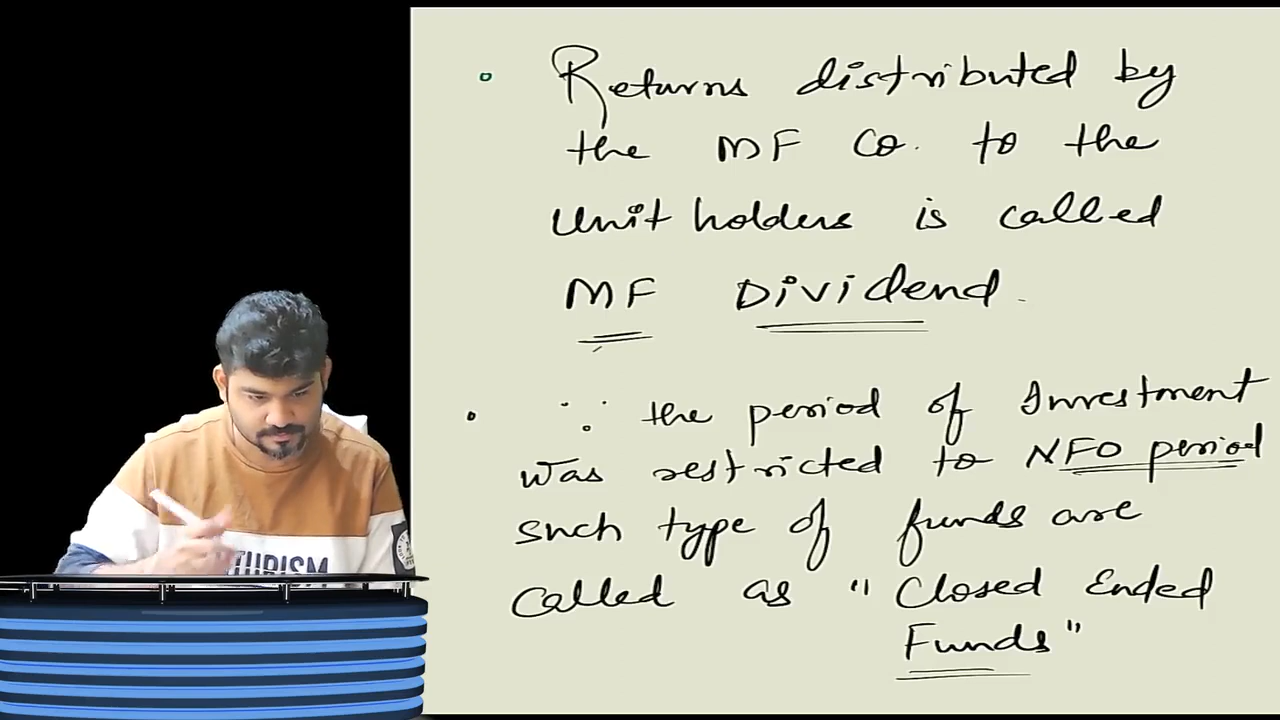 Returns distributed by
the MF Co. to the
Unit holders is called
MF Dividend.
∵ the period of Investment
was restricted to NFO period
such type of funds are
called as "Closed Ended
Funds"
TURISM